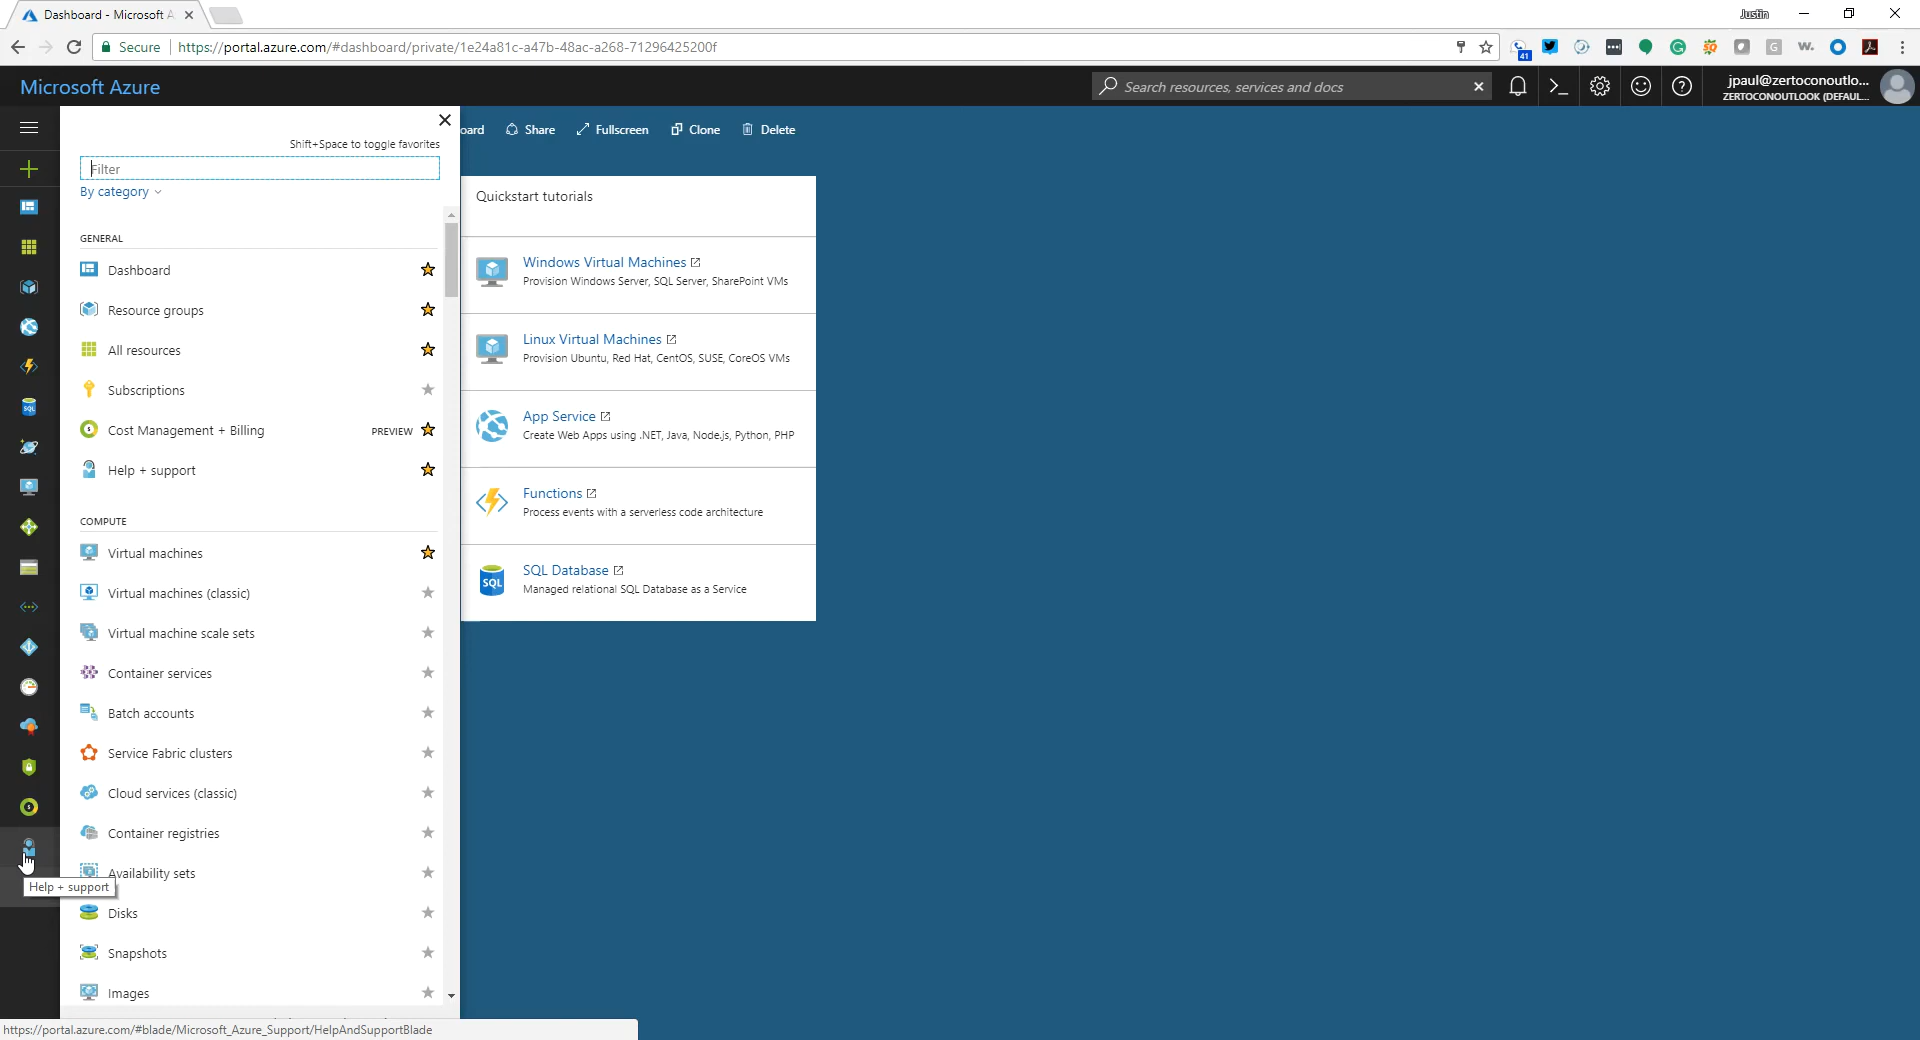 Dashboard - Microsoft A
Justin
Secure
https://portal.azure.com/#dashboard/private/1e24a81c-a47b-48ac-a268-71296425200f
41
G
W.
Microsoft Azure
Search resources, services and docs
jpaul@zertoconoutlo...
ZERTOCONOUTLOOK (DEFAUL...
oard
Share
Fullscreen
Clone
Delete
Shift+Space to toggle favorites
Filter
By category
GENERAL
Dashboard
Resource groups
All resources
Subscriptions
Cost Management + Billing
PREVIEW
Help + support
COMPUTE
Virtual machines
Virtual machines (classic)
Virtual machine scale sets
Container services
Batch accounts
Service Fabric clusters
Cloud services (classic)
Container registries
Availability sets
Disks
Snapshots
Images
SQL
Help + support
Quickstart tutorials
Windows Virtual Machines
Provision Windows Server, SQL Server, SharePoint VMs
Linux Virtual Machines
Provision Ubuntu, Red Hat, CentOS, SUSE, CoreOS VMs
App Service
Create Web Apps using .NET, Java, Node.js, Python, PHP
Functions
Process events with a serverless code architecture
SQL
SQL Database
Managed relational SQL Database as a Service
https://portal.azure.com/#blade/Microsoft_Azure_Support/HelpAndSupportBlade